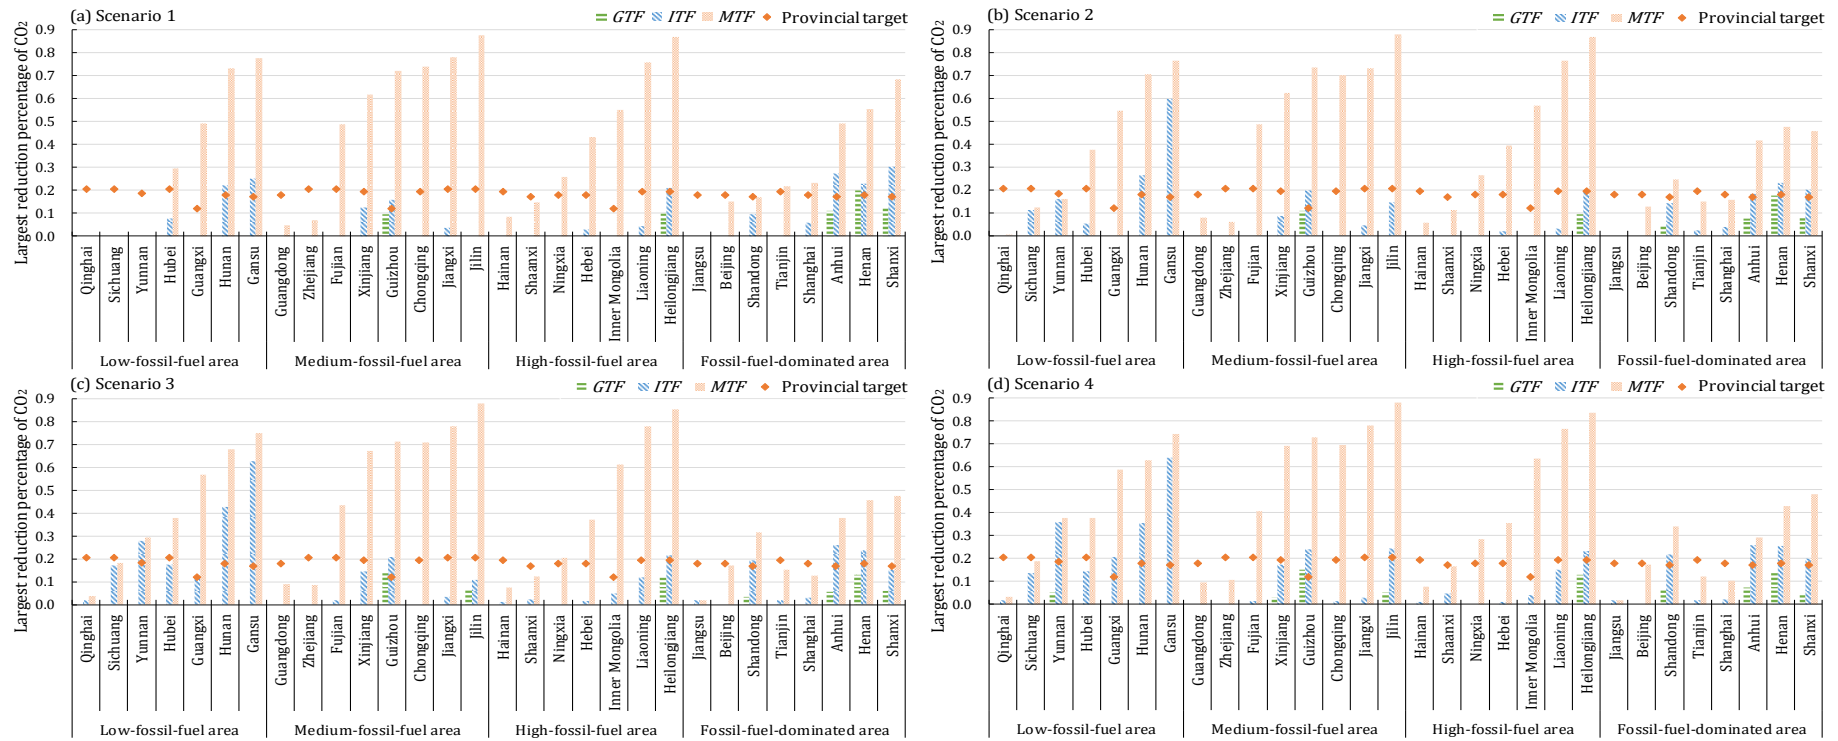 (a) Scenario 1
GTF ITF MTF Provincial target
Largest reduction percentage of CO2
0.9
0.8
0.7
0.6
0.5
0.4
0.3
0.2
0.1
0.0
Qinghai
Sichuang
Yunnan
Hubei
Guangxi
Hunan
Gansu
Guangdong
Zhejiang
Fujian
Xinjiang
Guizhou
Chongqing
Jiangxi
Jilin
Hainan
Shaanxi
Ningxia
Hebei
Inner Mongolia
Liaoning
Heilongjiang
Jiangsu
Beijing
Shandong
Tianjin
Shanghai
Anhui
Henan
Shanxi
Low-fossil-fuel area
Medium-fossil-fuel area
High-fossil-fuel area
Fossil-fuel-dominated area
(b) Scenario 2
GTF ITF MTF Provincial target
Largest reduction percentage of CO2
0.9
0.8
0.7
0.6
0.5
0.4
0.3
0.2
0.1
0.0
Qinghai
Sichuang
Yunnan
Hubei
Guangxi
Hunan
Gansu
Guangdong
Zhejiang
Fujian
Xinjiang
Guizhou
Chongqing
Jiangxi
Jilin
Hainan
Shaanxi
Ningxia
Hebei
Inner Mongolia
Liaoning
Heilongjiang
Jiangsu
Beijing
Shandong
Tianjin
Shanghai
Anhui
Henan
Shanxi
Low-fossil-fuel area
Medium-fossil-fuel area
High-fossil-fuel area
Fossil-fuel-dominated area
(c) Scenario 3
GTF ITF MTF Provincial target
Largest reduction percentage of CO2
0.9
0.8
0.7
0.6
0.5
0.4
0.3
0.2
0.1
0.0
Qinghai
Sichuang
Yunnan
Hubei
Guangxi
Hunan
Gansu
Guangdong
Zhejiang
Fujian
Xinjiang
Guizhou
Chongqing
Jiangxi
Jilin
Hainan
Shaanxi
Ningxia
Hebei
Inner Mongolia
Liaoning
Heilongjiang
Jiangsu
Beijing
Shandong
Tianjin
Shanghai
Anhui
Henan
Shanxi
Low-fossil-fuel area
Medium-fossil-fuel area
High-fossil-fuel area
Fossil-fuel-dominated area
(d) Scenario 4
GTF ITF MTF Provincial target
Largest reduction percentage of CO2
0.9
0.8
0.7
0.6
0.5
0.4
0.3
0.2
0.1
0.0
Qinghai
Sichuang
Yunnan
Hubei
Guangxi
Hunan
Gansu
Guangdong
Zhejiang
Fujian
Xinjiang
Guizhou
Chongqing
Jiangxi
Jilin
Hainan
Shaanxi
Ningxia
Hebei
Inner Mongolia
Liaoning
Heilongjiang
Jiangsu
Beijing
Shandong
Tianjin
Shanghai
Anhui
Henan
Shanxi
Low-fossil-fuel area
Medium-fossil-fuel area
High-fossil-fuel area
Fossil-fuel-dominated area